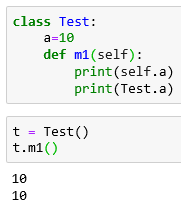 class Test:
    a=10
    def m1(self):
        print(self.a)
        print(Test.a)
t = Test()
t.m1()
10
10